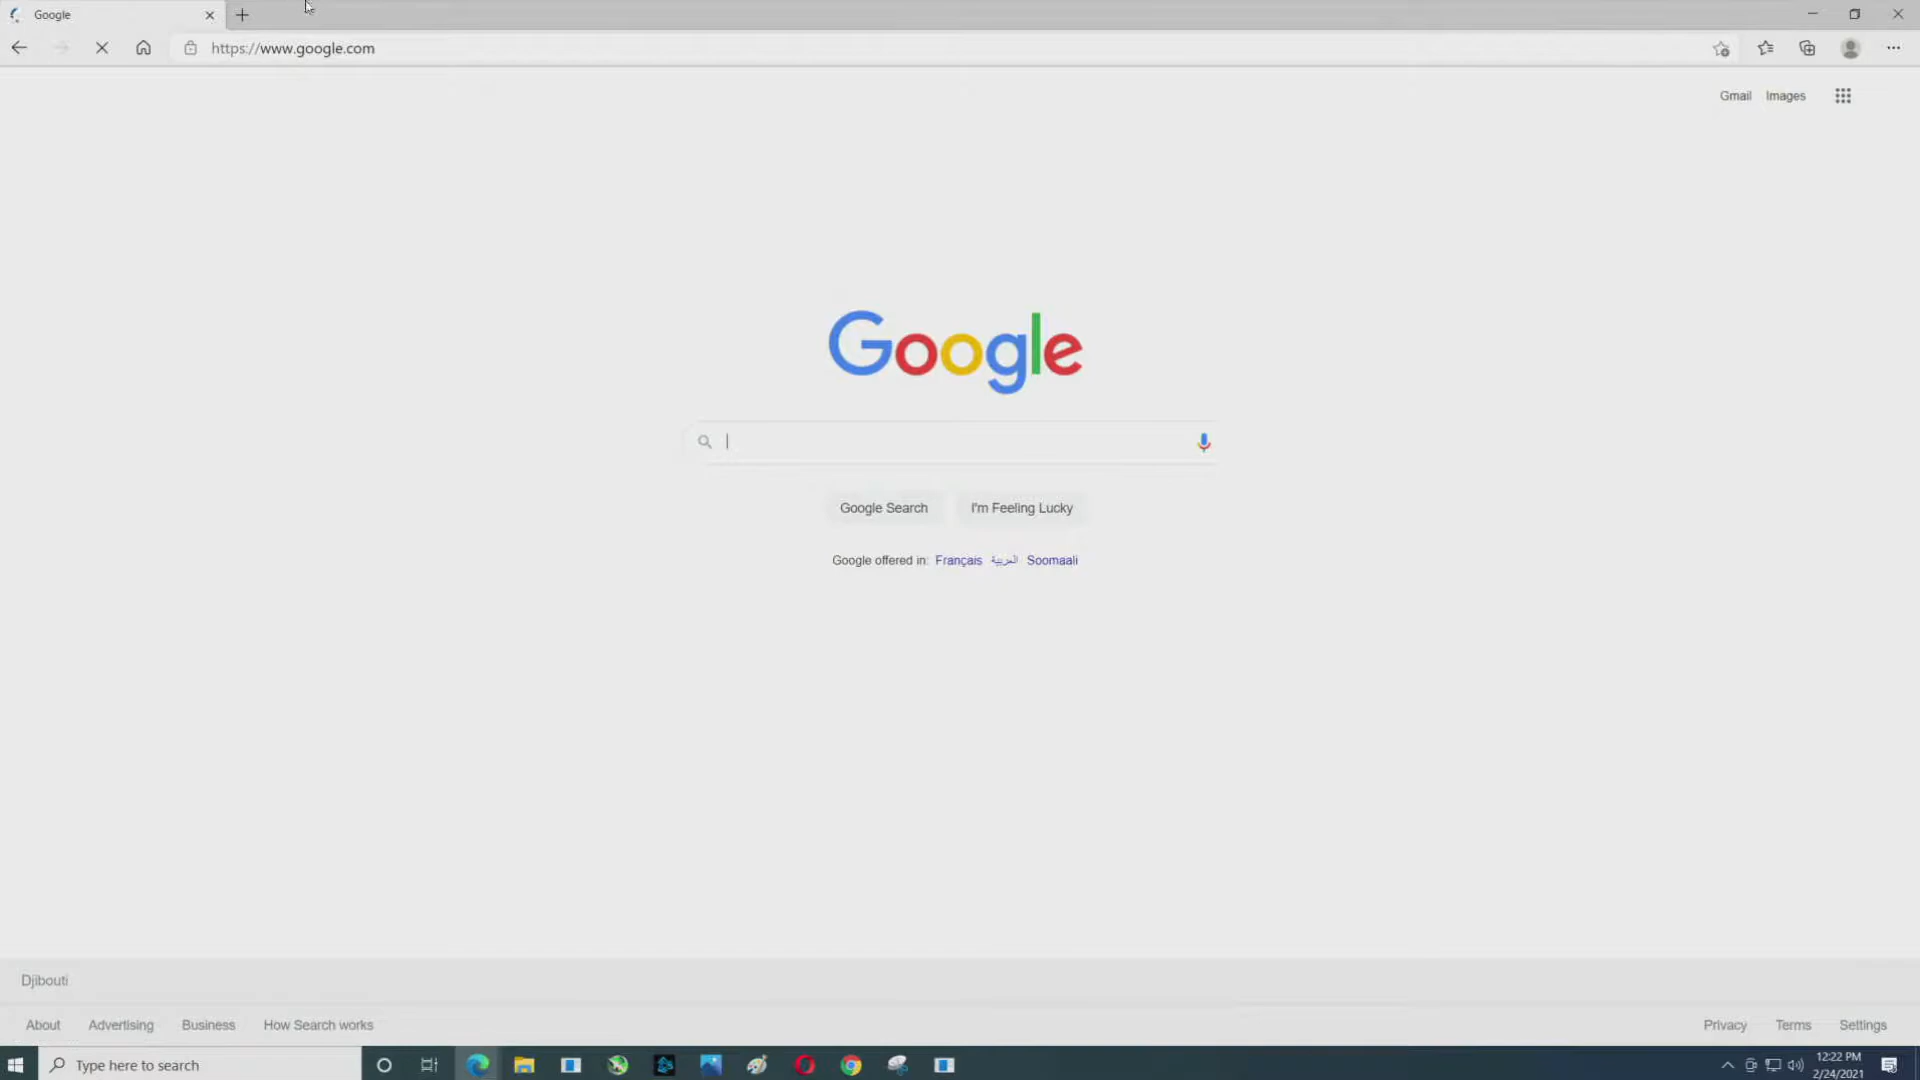 Google
https://www.google.com
Gmail Images
Google
Google Search I'm Feeling Lucky
Google offered in: Français العربية Soomaali
Djibouti
About Advertising Business How Search works
Privacy Terms Settings
Type here to search
12:22 PM
2/24/2021